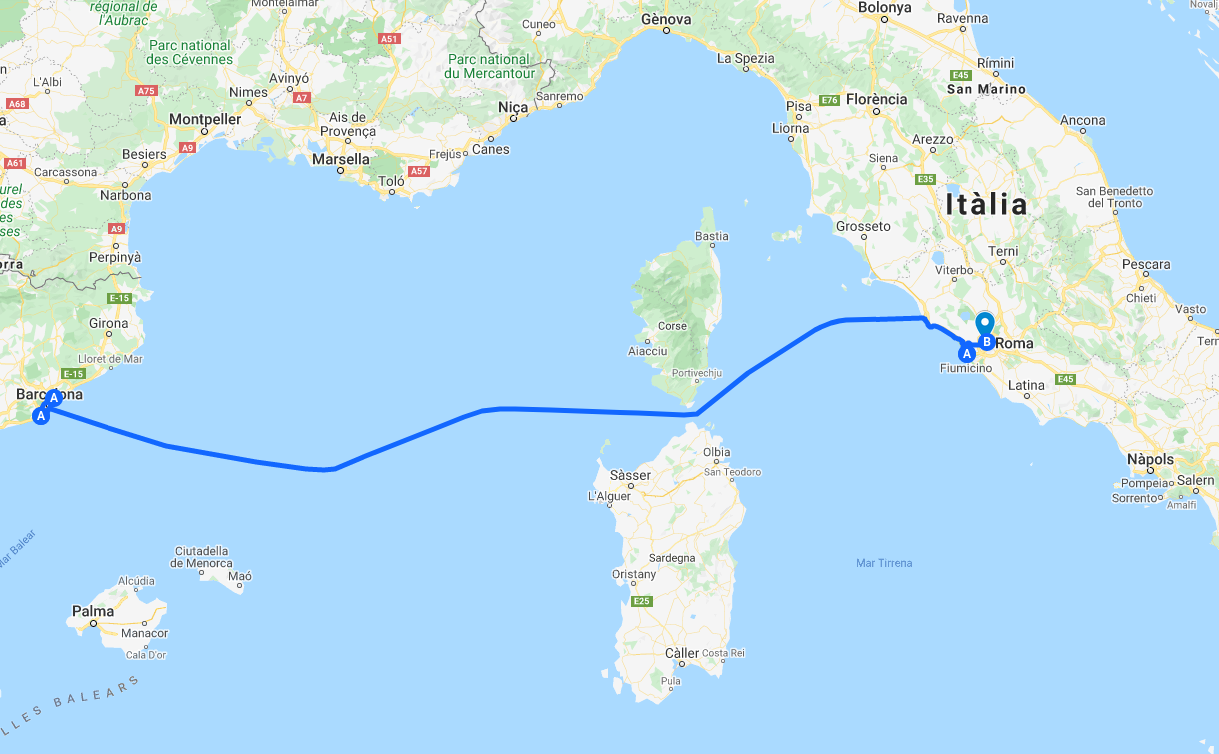 régional de
l'Aubrac
Montelaimar
Gènova
Bolonya
Ravenna
Cuneo
A51
Parc national
des Cévennes
Parc national
du Mercantour
La Spezia
Rímini
E45
San Marino
L'Albi
A75
Avinyó
A7
Nimes
Sanremo
Niça
Pisa
E76
Florència
A68
Montpeller
Ais de
Provença
Liorna
Ancona
Arezzo
A9
Frejús
Canes
Besiers
Marsella
Siena
A61
Carcassona
A57
Toló
E35
San Benedetto
del Tronto
Narbona
Itàlia
A9
Grosseto
Bastia
Perpinyà
Terni
Pescara
Viterbo
E-15
Chieti
Vasto
Girona
Corse
Aiacciu
B
Roma
Lloret de Mar
A
Fiumicino
E-15
Portivechju
E45
Latina
Barcelona
A
A
Olbia
Nàpols
Sàsser
San Teodoro
Pompeia
Salern
L'Alguer
Sorrento
Amalfi
Mar Balear
Ciutadella
de Menorca
Sardegna
Mar Tirrena
Alcúdia
Maó
Oristany
E25
Palma
Manacor
Cala D'or
Càller
Costa Rei
Pula
ILLES BALEARS